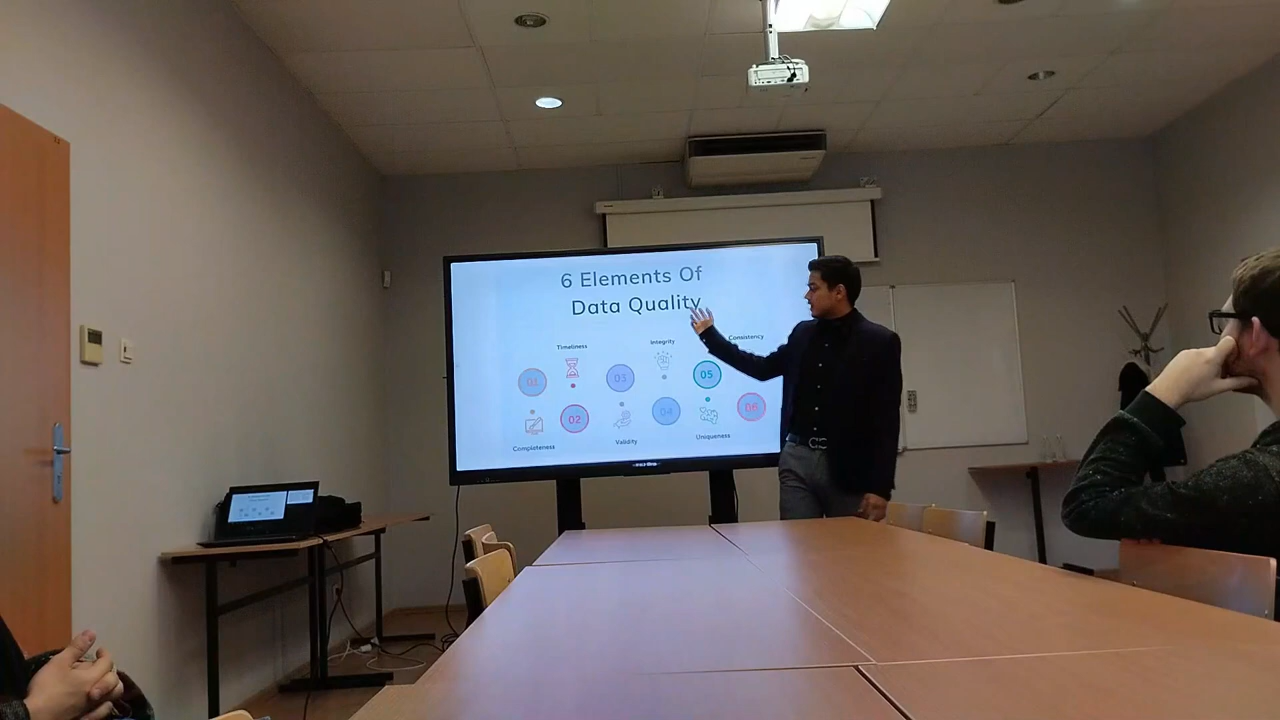 6 Elements Of
Data Quality
Timeliness
Integrity
Consistency
01
03
05
02
04
06
Completeness
Validity
Uniqueness